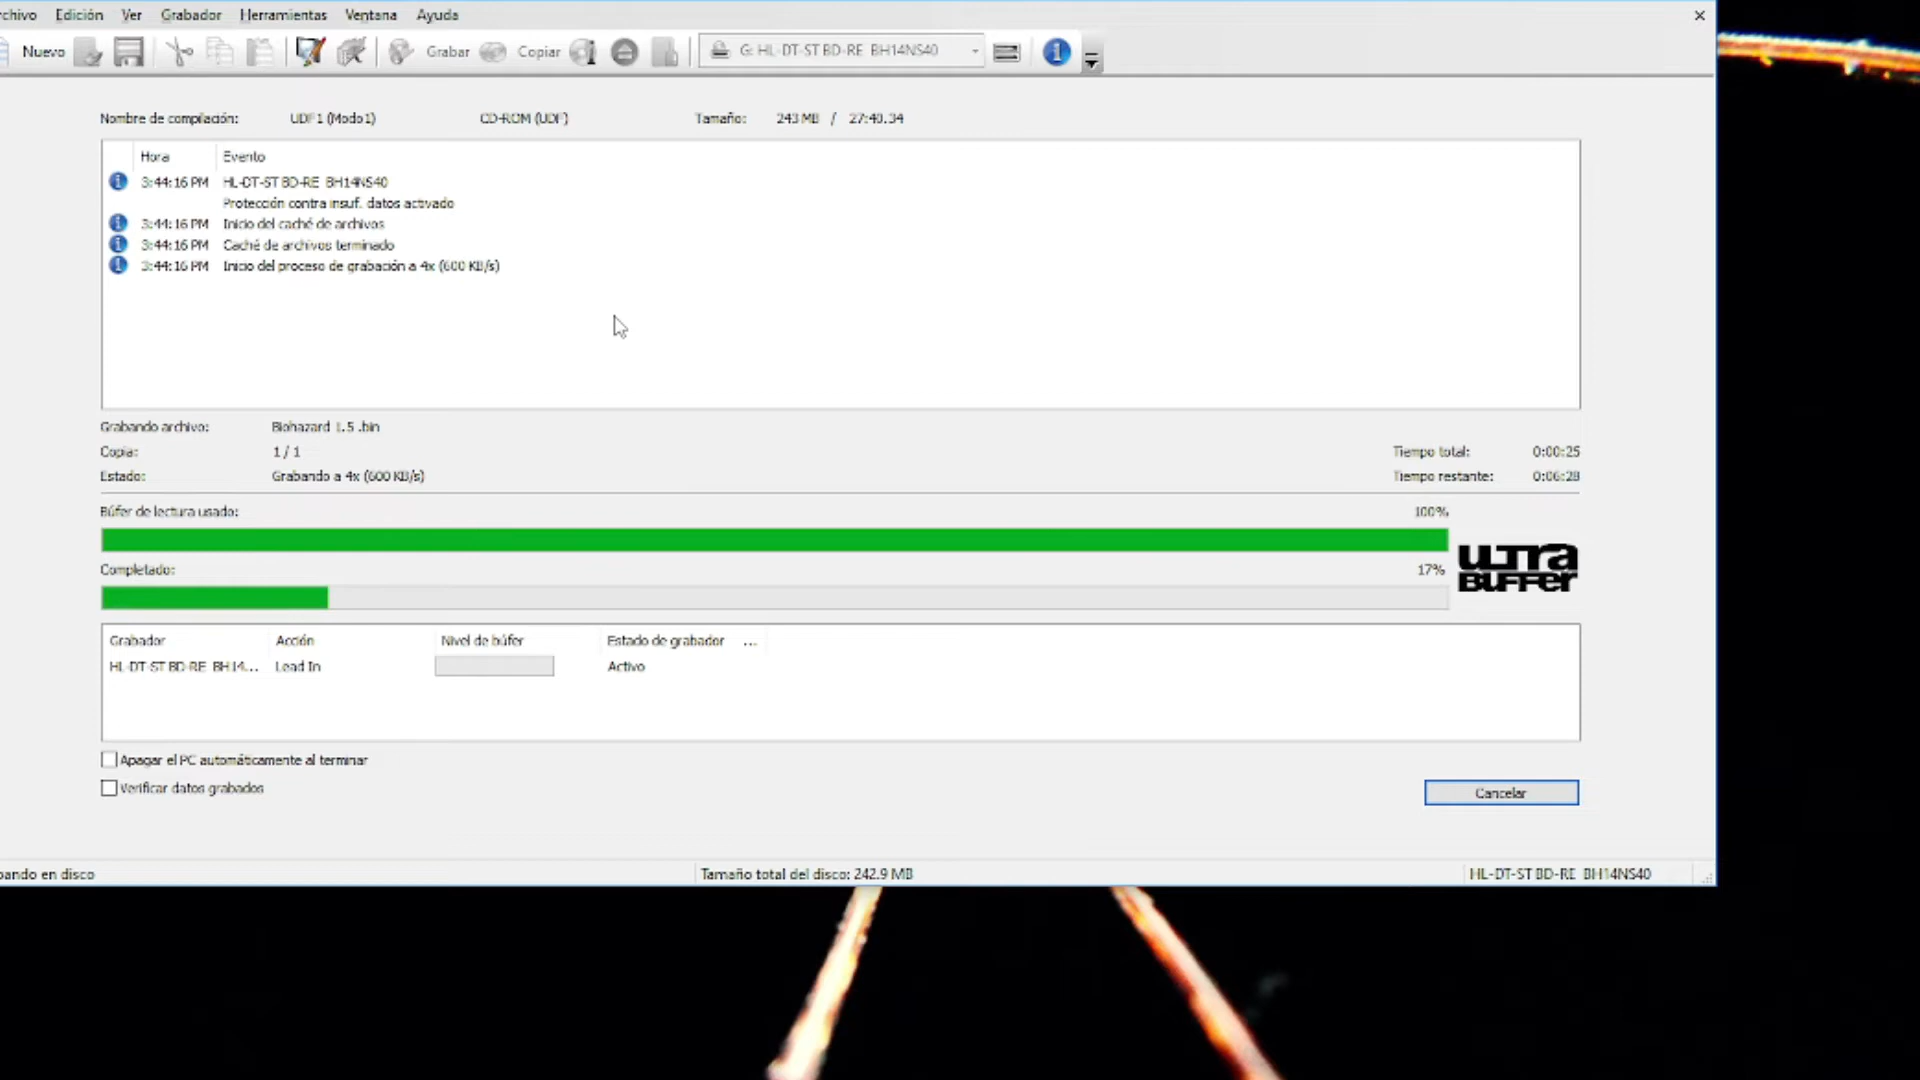 rchivo Edición Ver Grabador Herramientas Ventana Ayuda
Nuevo Grabar Copiar G: HL-DT-ST BD-RE BH14NS40
Nombre de compilación: UDF1 (Modo1) CD-ROM (UDF) Tamaño: 243 MB / 27:40.34
Hora Evento
3:44:16 PM HL-DT-ST BD-RE BH14NS40
Protección contra insuf. datos activado
3:44:16 PM Inicio del caché de archivos
3:44:16 PM Caché de archivos terminado
3:44:16 PM Inicio del proceso de grabación a 4x (600 KB/s)
Grabando archivo: Biohazard 1.5 .bin
Copia: 1 / 1 Tiempo total: 0:00:25
Estado: Grabando a 4x (600 KB/s) Tiempo restante: 0:06:28
Búfer de lectura usado: 100%
Completado: 17%
ULTRA
BUFFER
Grabador Acción Nivel de búfer Estado de grabador ...
HL-DT-ST BD-RE BH14... Lead In Activo
Apagar el PC automáticamente al terminar
Verificar datos grabados
Cancelar
bando en disco Tamaño total del disco: 242.9 MB HL-DT-ST BD-RE BH14NS40